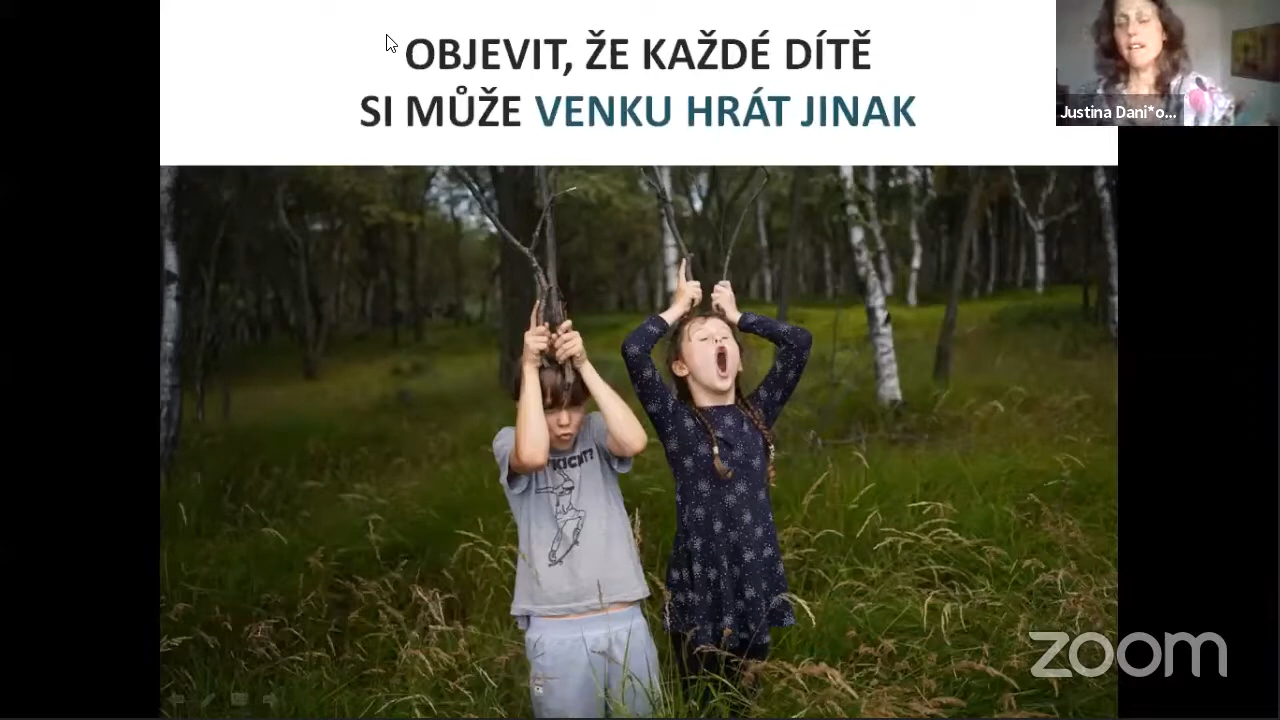 OBJEVIT, ŽE KAŽDÉ DÍTĚ
SI MŮŽE VENKU HRÁT JINAK
Justina Dani*o...
zoom